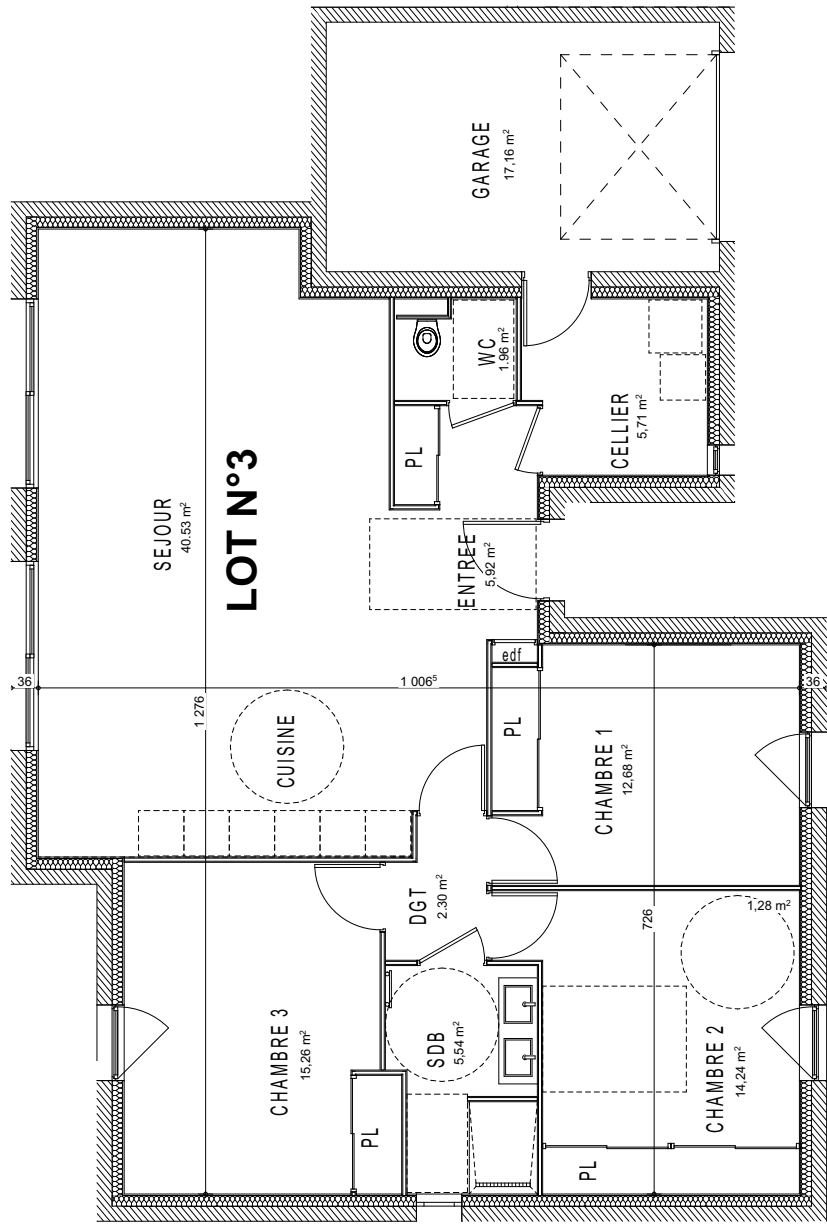 GARAGE
17,16 m²
SEJOUR
40.53 m²
LOT N°3
WC
1.96 m²
PL
CELLIER
5,71 m²
ENTREE
5,92 m²
edf
36
1 006⁵
36
1 276
CUISINE
PL
CHAMBRE 1
12,68 m²
DGT
2.30 m²
726
1,28 m²
CHAMBRE 3
15,26 m²
SDB
5,54 m²
CHAMBRE 2
14,24 m²
PL
PL